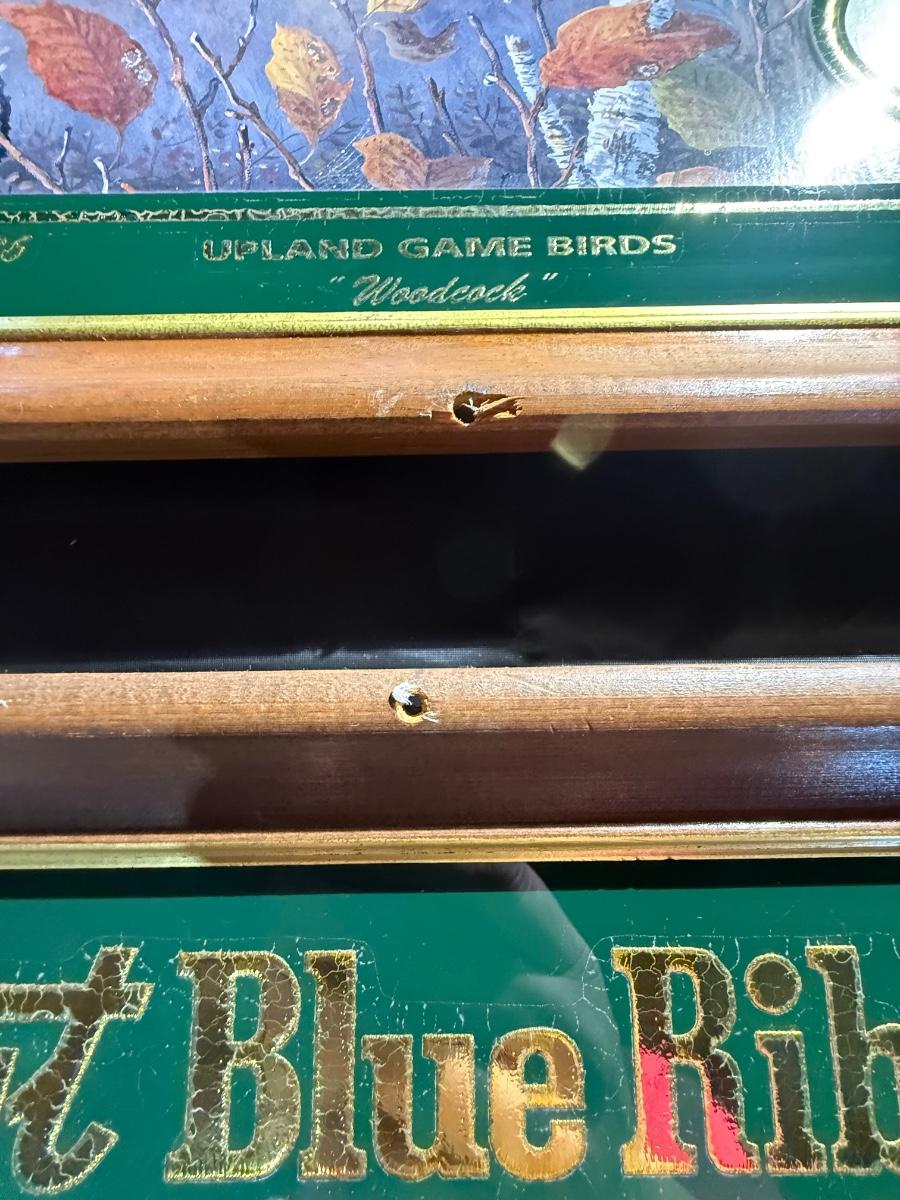 UPLAND GAME BIRDS
"Woodcock"
Blue Rib